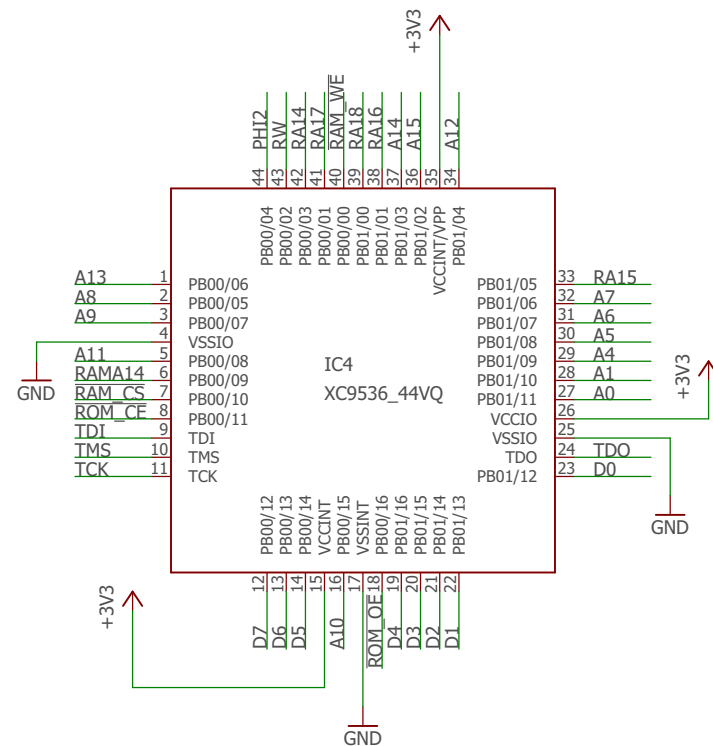 +3V3
PHI2
RW
RA14
RA17
RAM_WE
RA18
RA16
A14
A15
A12
44
43
42
41
40
39
38
37
36
35
34
PB00/04
PB00/02
PB00/03
PB00/01
PB00/00
PB01/00
PB01/01
PB01/03
PB01/02
VCCINT/VPP
PB01/04
A13 1 PB00/06
A8 2 PB00/05
A9 3 PB00/07
4 VSSIO
A11 5 PB00/08
RAMA14 6 PB00/09
RAM_CS 7 PB00/10
ROM_CE 8 PB00/11
TDI 9 TDI
TMS 10 TMS
TCK 11 TCK
GND
IC4
XC9536_44VQ
PB01/05 33 RA15
PB01/06 32 A7
PB01/07 31 A6
PB01/08 30 A5
PB01/09 29 A4
PB01/10 28 A1
PB01/11 27 A0
VCCIO 26
VSSIO 25
TDO 24 TDO
PB01/12 23 D0
+3V3
GND
PB00/12
PB00/13
PB00/14
VCCINT
PB00/15
VSSINT
PB00/16
PB01/16
PB01/15
PB01/14
PB01/13
12
13
14
15
16
17
18
19
20
21
22
D7
D6
D5
A10
ROM_OE
D4
D3
D2
D1
+3V3
GND